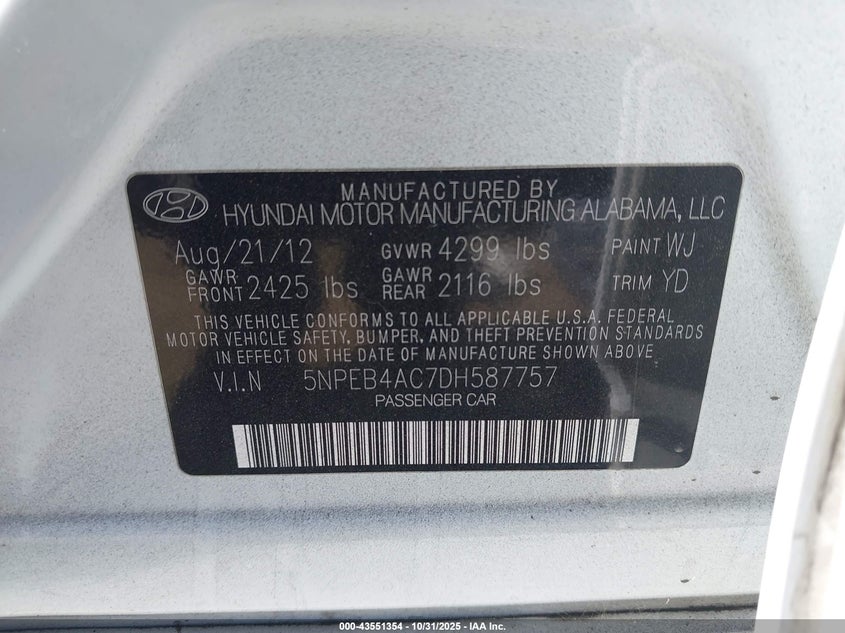 MANUFACTURED BY
HYUNDAI MOTOR MANUFACTURING ALABAMA, LLC
Aug/21/12 GVWR 4299 lbs PAINT WJ
GAWR FRONT 2425 lbs GAWR REAR 2116 lbs TRIM YD
THIS VEHICLE CONFORMS TO ALL APPLICABLE U.S.A. FEDERAL
MOTOR VEHICLE SAFETY, BUMPER, AND THEFT PREVENTION STANDARDS
IN EFFECT ON THE DATE OF MANUFACTURE SHOWN ABOVE.
V.I.N 5NPEB4AC7DH587757
PASSENGER CAR
000-43551354 - 10/31/2025 - IAA Inc.